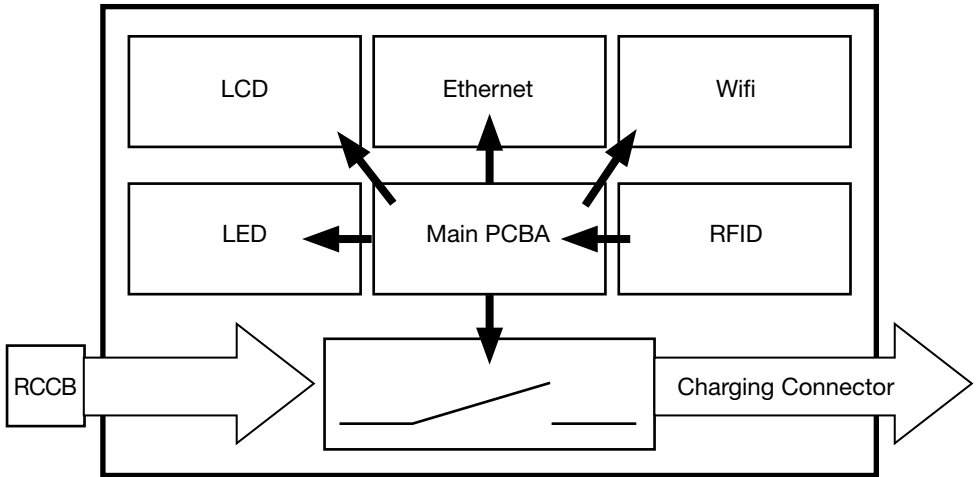 LCD
Ethernet
Wifi
LED
Main PCBA
RFID
RCCB
Charging Connector